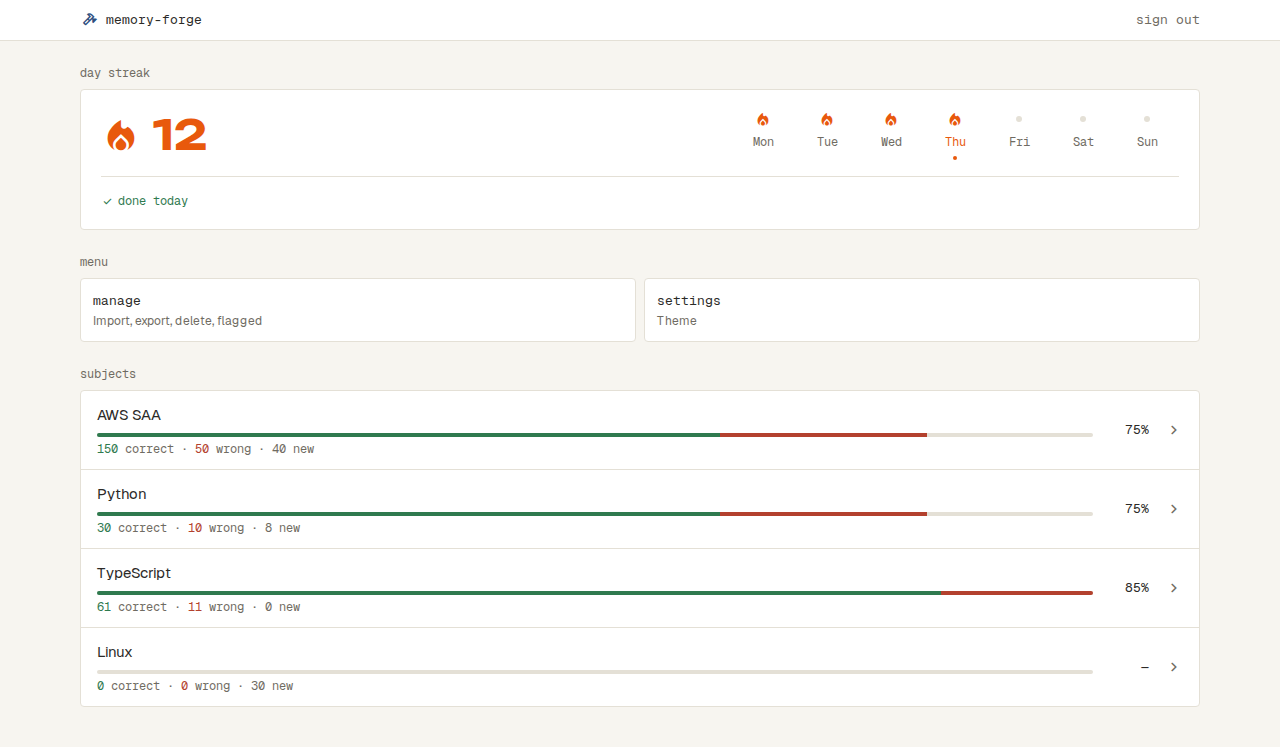 memory-forge sign out
day streak
12
Mon Tue Wed Thu Fri Sat Sun
done today
menu
manage
Import, export, delete, flagged
settings
Theme
subjects
AWS SAA
75%
150 correct · 50 wrong · 40 new
Python
75%
30 correct · 10 wrong · 8 new
TypeScript
85%
61 correct · 11 wrong · 0 new
Linux
–
0 correct · 0 wrong · 30 new